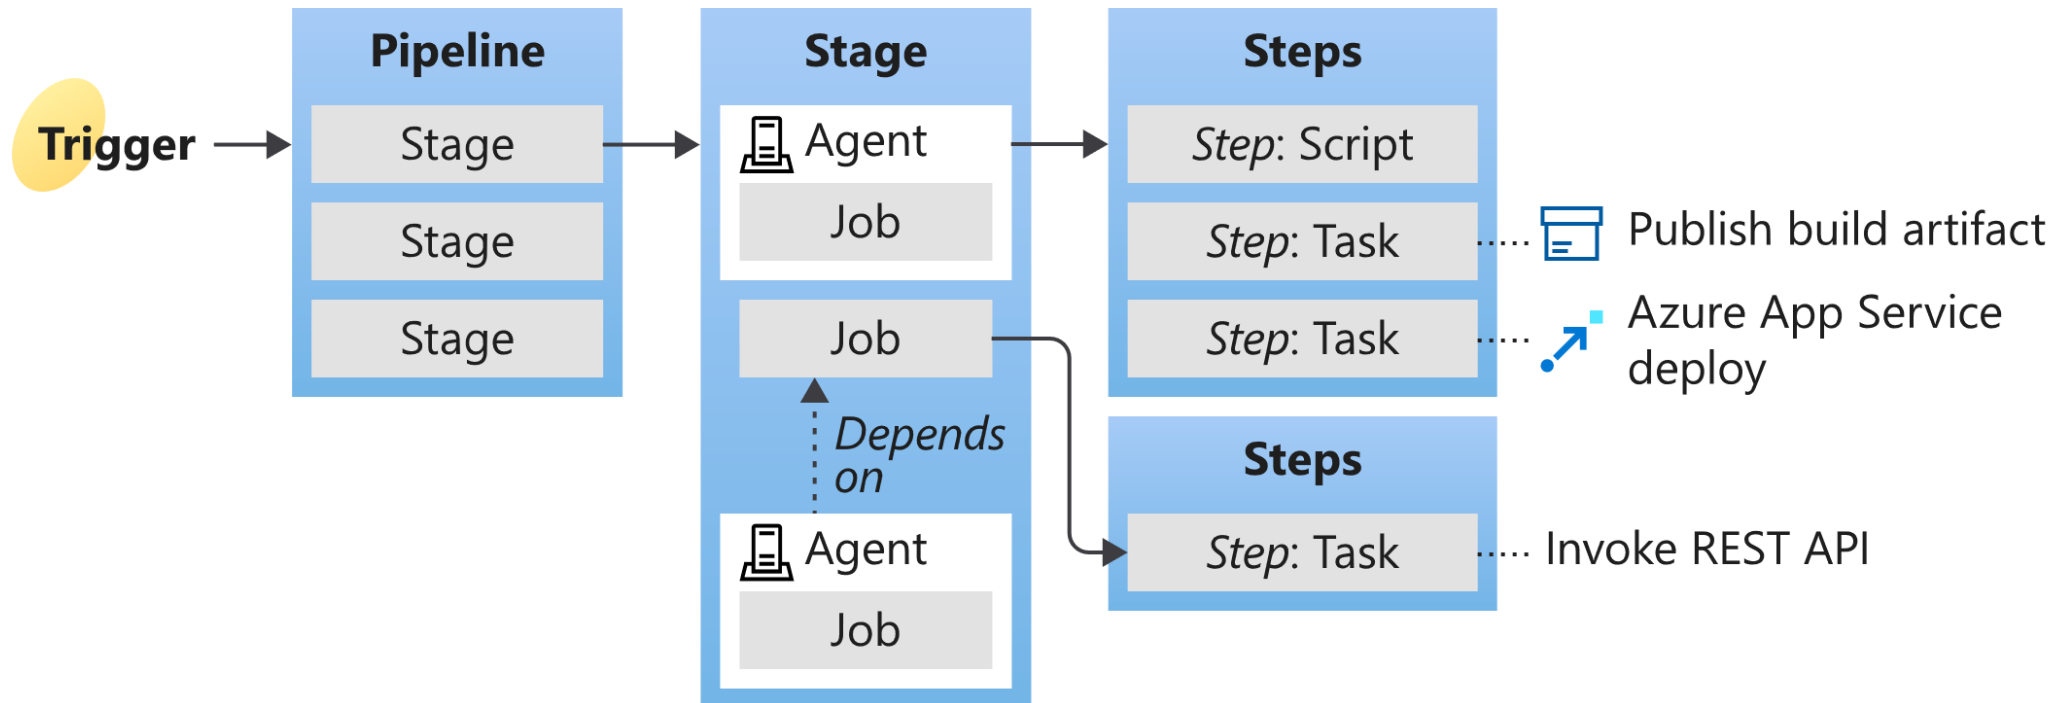 Trigger
Pipeline
Stage
Stage
Stage
Stage
Agent
Job
Job
Depends
on
Agent
Job
Steps
Step: Script
Step: Task
Publish build artifact
Step: Task
Azure App Service
deploy
Steps
Step: Task
Invoke REST API